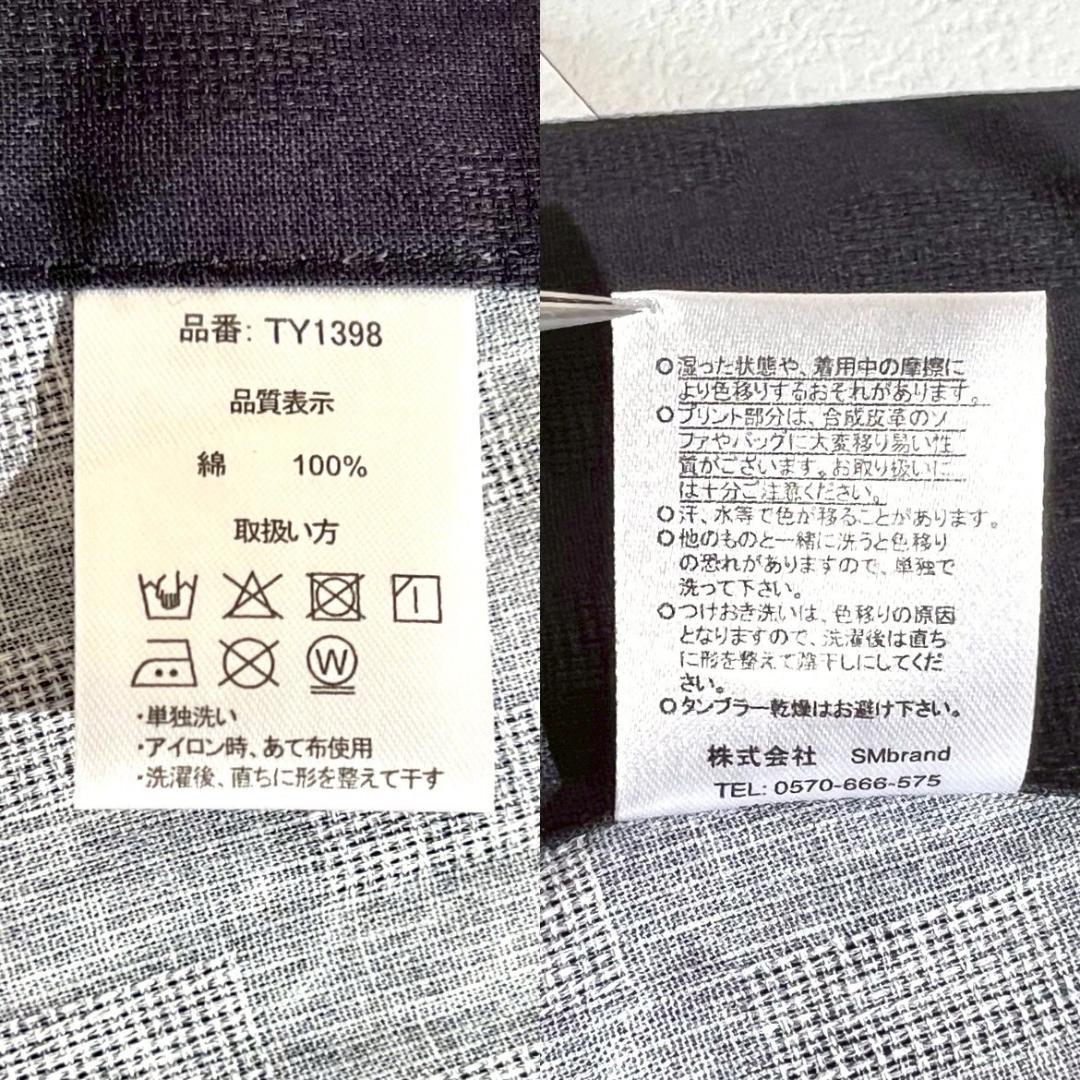 品番: TY1398
品質表示
綿 100%
取扱い方
W
・単独洗い
・アイロン時、あて布使用
・洗濯後、直ちに形を整えて干す
○湿った状態や、着用中の摩擦に
より色移りするおそれがあります。
○プリント部分は、合成皮革のソ
ファやバッグに大変移り易い性
質がございます。お取り扱いに
は十分ご注意ください。
○汗、水等で色が移ることがあります。
○他のものと一緒に洗うと色移り
の恐れがありますので、単独で
洗って下さい。
○つけおき洗いは、色移りの原因
となりますので、洗濯後は直ち
に形を整えて陰干しにしてくだ
さい。
○タンブラー乾燥はお避け下さい。
株式会社 SMbrand
TEL: 0570-666-575